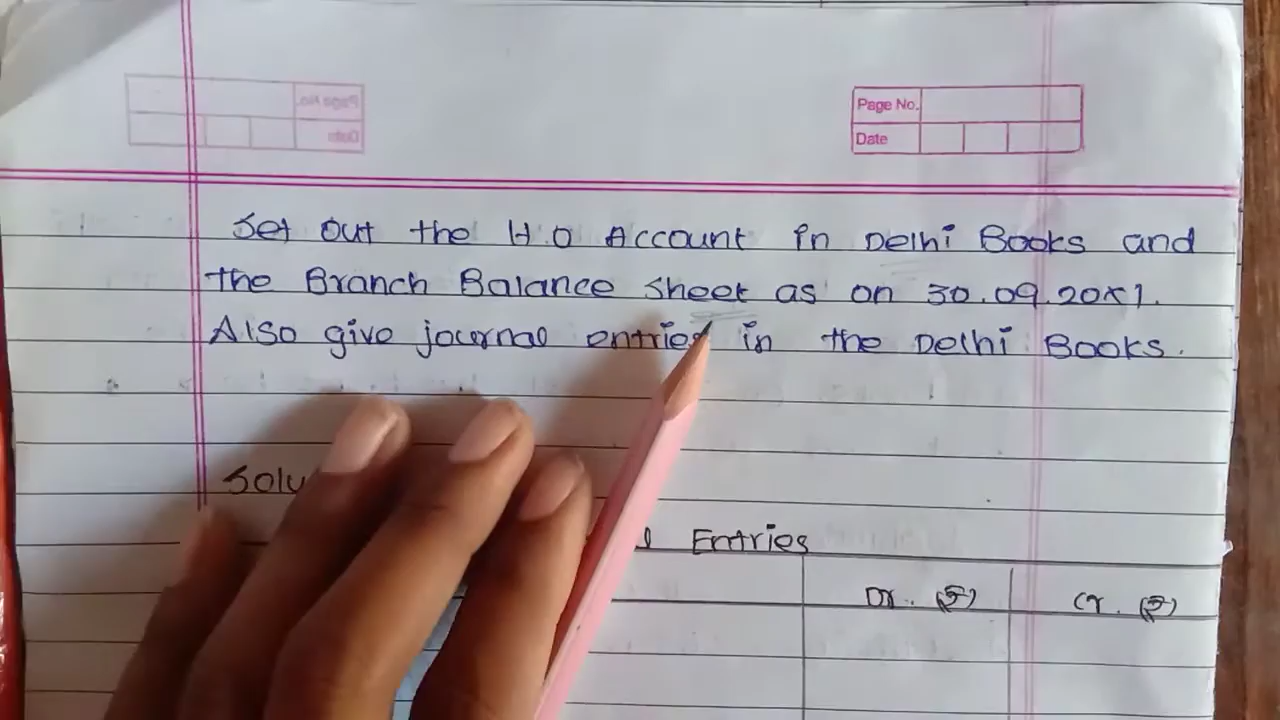 Page No.
Date
Set out the H.O Account in Delhi Books and
the Branch Balance sheet as on 30.09.20X1.
Also give journal entries in the Delhi Books.
Entries
Dr. (₹) Cr. (₹)